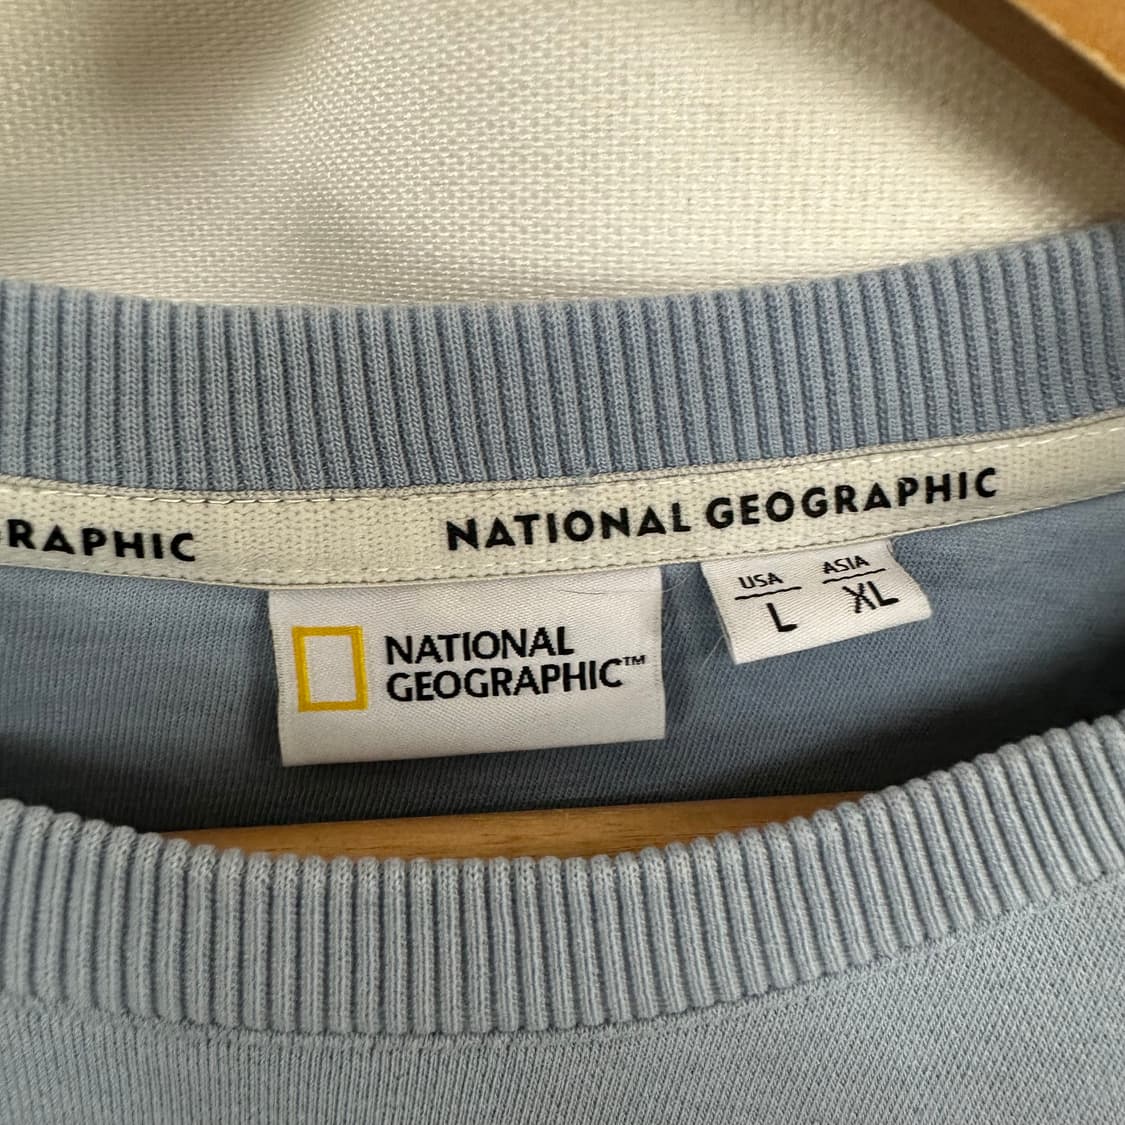 RAPHIC
NATIONAL GEOGRAPHIC
USA ASIA
L XL
NATIONAL
GEOGRAPHIC™